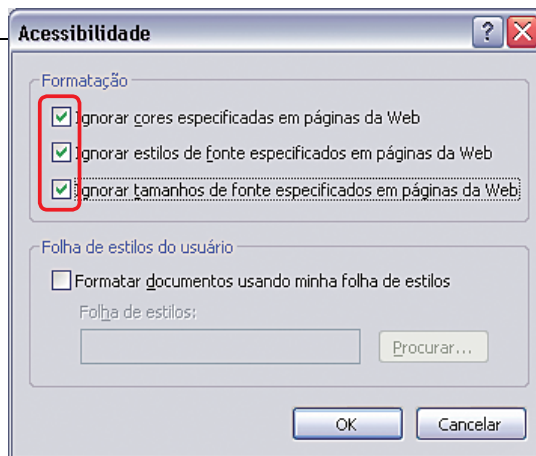 Acessibilidade
Formatação
Ignorar cores especificadas em páginas da Web
Ignorar estilos de fonte especificados em páginas da Web
Ignorar tamanhos de fonte especificados em páginas da Web
Folha de estilos do usuário
Formatar documentos usando minha folha de estilos
Folha de estilos:
Procurar...
OK
Cancelar